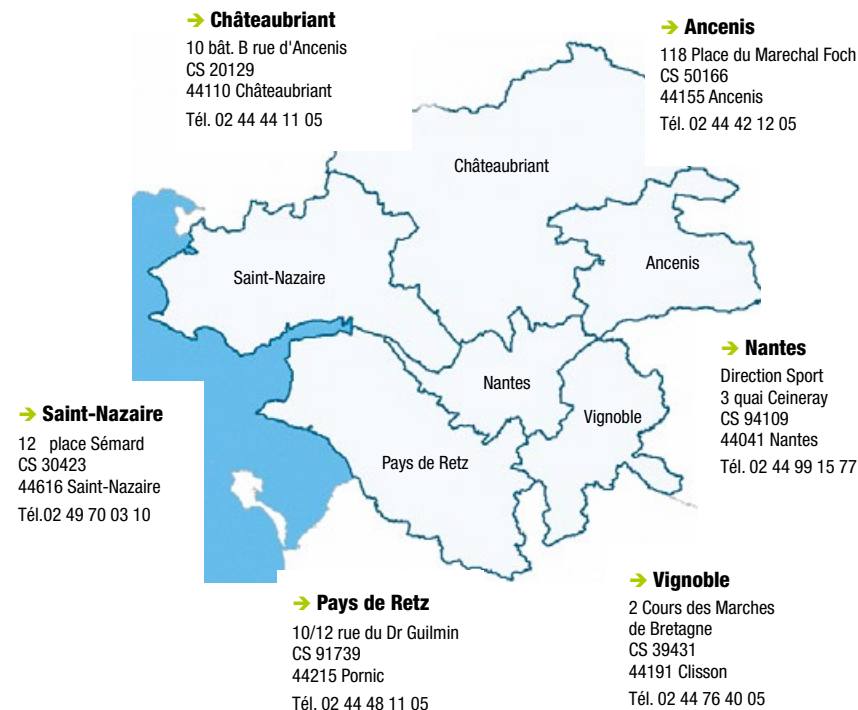 ➔ Châteaubriant
10 bât. B rue d'Ancenis
CS 20129
44110 Châteaubriant
Tél. 02 44 44 11 05
➔ Ancenis
118 Place du Marechal Foch
CS 50166
44155 Ancenis
Tél. 02 44 42 12 05
Châteaubriant
Ancenis
Saint-Nazaire
Nantes
Vignoble
Pays de Retz
➔ Nantes
Direction Sport
3 quai Ceineray
CS 94109
44041 Nantes
Tél. 02 44 99 15 77
➔ Saint-Nazaire
12 place Sémard
CS 30423
44616 Saint-Nazaire
Tél.02 49 70 03 10
➔ Pays de Retz
10/12 rue du Dr Guilmin
CS 91739
44215 Pornic
Tél. 02 44 48 11 05
➔ Vignoble
2 Cours des Marches
de Bretagne
CS 39431
44191 Clisson
Tél. 02 44 76 40 05